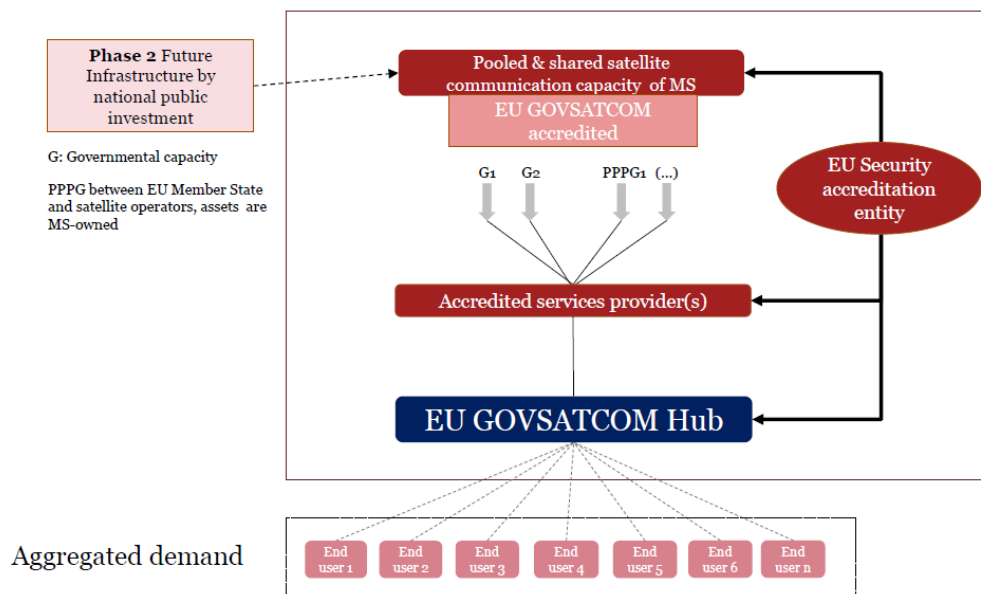 Phase 2 Future
Infrastructure by
national public
investment
G: Governmental capacity
PPPG between EU Member State
and satellite operators, assets are
MS-owned
Pooled & shared satellite
communication capacity of MS
EU GOVSATCOM
accredited
G1 G2 PPPG1 (...)
EU Security
accreditation
entity
Accredited services provider(s)
EU GOVSATCOM Hub
Aggregated demand
End
user 1
End
user 2
End
user 3
End
user 4
End
user 5
End
user 6
End
user n